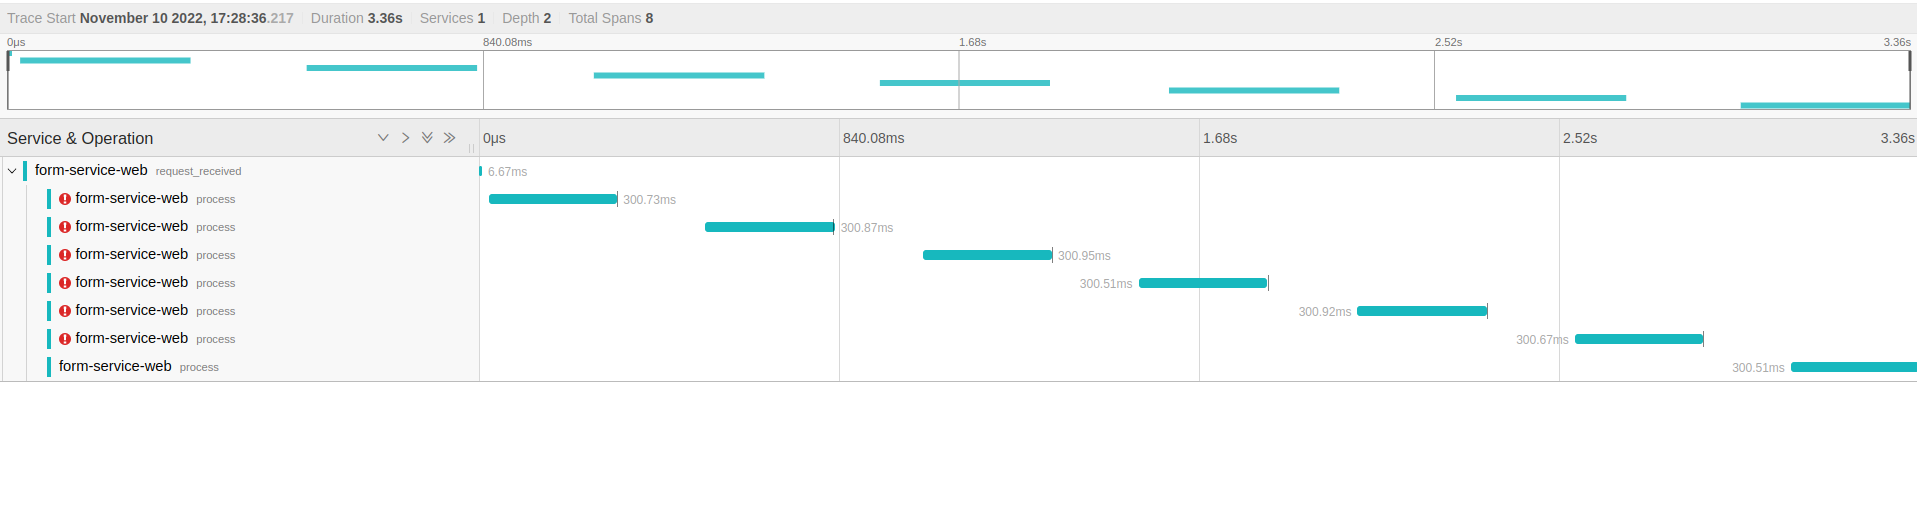 Trace Start November 10 2022, 17:28:36.217 Duration 3.36s Services 1 Depth 2 Total Spans 8
0μs 840.08ms 1.68s 2.52s 3.36s
Service & Operation 0μs 840.08ms 1.68s 2.52s 3.36s
form-service-web request_received 6.67ms
form-service-web process 300.73ms
form-service-web process 300.87ms
form-service-web process 300.95ms
form-service-web process 300.51ms
form-service-web process 300.92ms
form-service-web process 300.67ms
form-service-web process 300.51ms